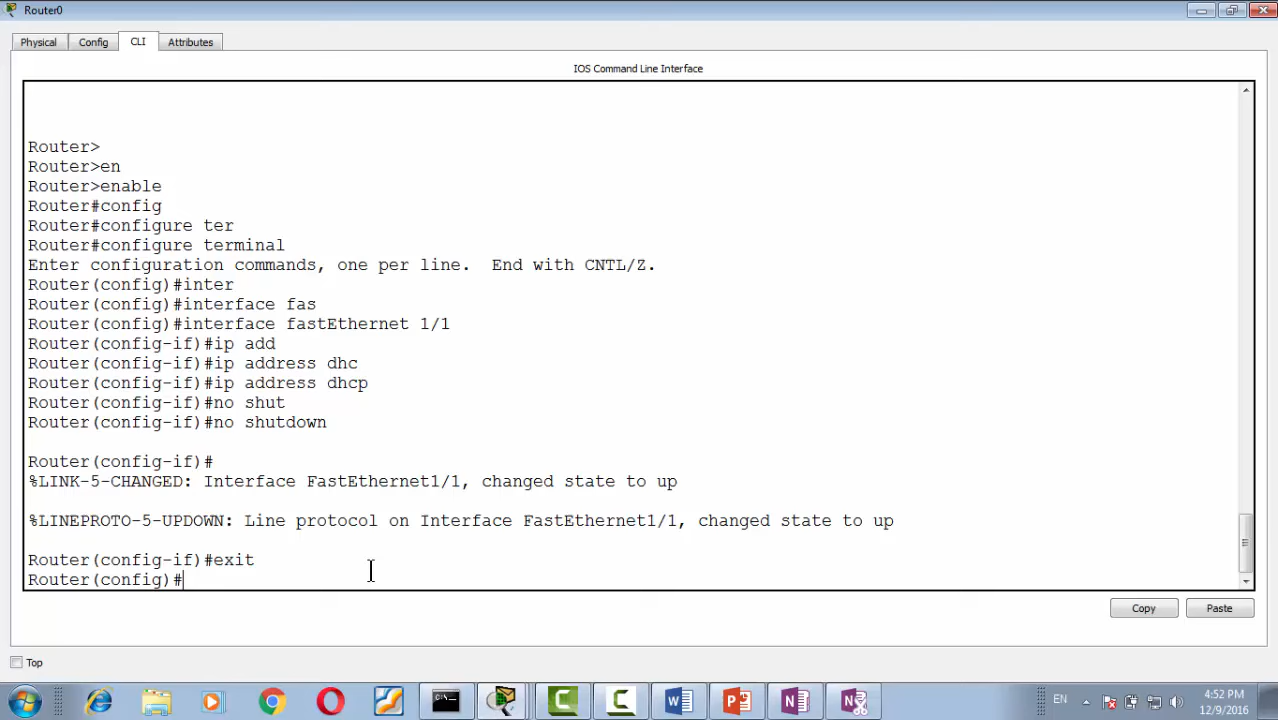 Router0
Physical Config CLI Attributes
IOS Command Line Interface
Router>
Router>en
Router>enable
Router#config
Router#configure ter
Router#configure terminal
Enter configuration commands, one per line.  End with CNTL/Z.
Router(config)#inter
Router(config)#interface fas
Router(config)#interface fastEthernet 1/1
Router(config-if)#ip add
Router(config-if)#ip address dhc
Router(config-if)#ip address dhcp
Router(config-if)#no shut
Router(config-if)#no shutdown
Router(config-if)#
%LINK-5-CHANGED: Interface FastEthernet1/1, changed state to up
%LINEPROTO-5-UPDOWN: Line protocol on Interface FastEthernet1/1, changed state to up
Router(config-if)#exit
Router(config)#
Copy Paste
Top
EN 4:52 PM
12/9/2016